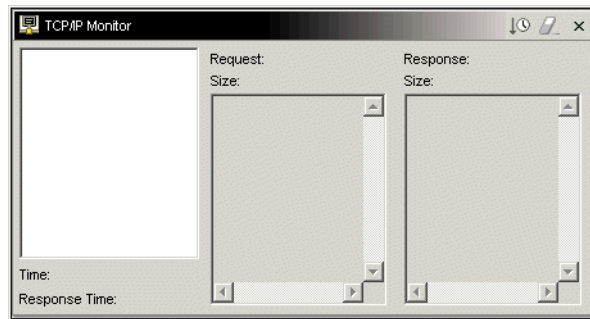 TCP/IP Monitor
Request:
Response:
Size:
Size:
Time:
Response Time: